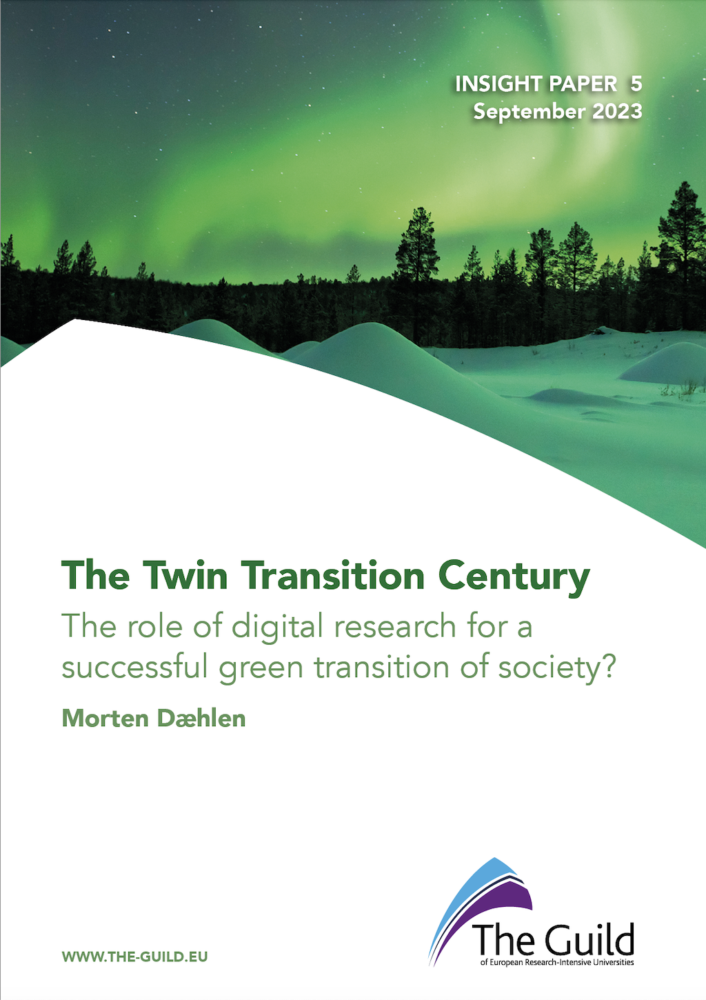 INSIGHT PAPER 5
September 2023
The Twin Transition Century
The role of digital research for a
successful green transition of society?
Morten Dæhlen
The Guild
of European Research-Intensive Universities
WWW.THE-GUILD.EU